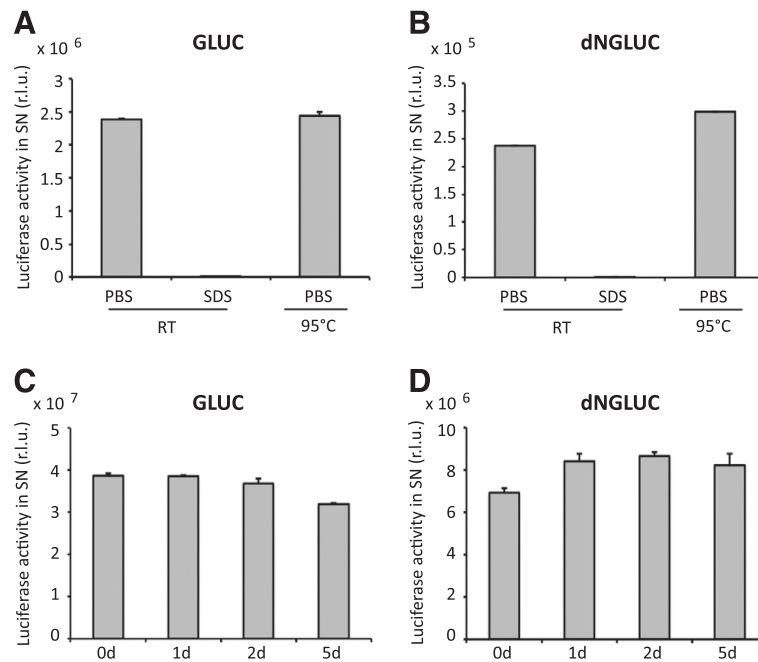 A
x 10 6
GLUC
Luciferase activity in SN (r.l.u.)
3
2.5
2
1.5
1
0.5
0
PBS SDS PBS
RT 95°C
B
x 10 5
dNGLUC
Luciferase activity in SN (r.l.u.)
3.5
3
2.5
2
1.5
1
0.5
0
PBS SDS PBS
RT 95°C
C
x 10 7
GLUC
Luciferase activity in SN (r.l.u.)
5
4
3
2
1
0
0d 1d 2d 5d
D
x 10 6
dNGLUC
Luciferase activity in SN (r.l.u.)
10
8
6
4
2
0
0d 1d 2d 5d